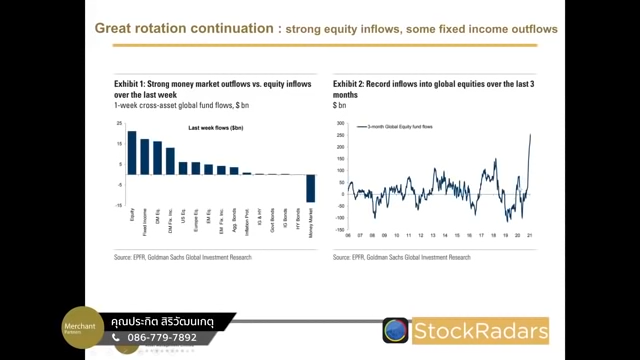 Great rotation continuation : strong equity inflows, some fixed income outflows
Exhibit 1: Strong money market outflows vs. equity inflows
over the last week
1-week cross-asset global fund flows, $ bn
Last week flows ($bn)
25
15
5
-5
-15
Equity
Fixed Income
DM Eq.
DM Fix. Inc.
US Eq.
Europe Eq.
EM Eq.
EM. Fix. Inc.
Agg. Bonds
Inflation Prot.
IG & HY
Govt Bonds
IG Bonds
HY Bonds
Money Market
Source: EPFR, Goldman Sachs Global Investment Research
Exhibit 2: Record inflows into global equities over the last 3
months
$ bn
3-month Global Equity fund flows
300
250
200
150
100
50
0
-50
-100
-150
06 07 08 09 10 11 12 13 14 15 16 17 18 19 20 21
Source: EPFR, Goldman Sachs Global Investment Research
Merchant
Partners
คุณประกิต สิริวัฒนเกตุ
086-779-7892
StockRadars